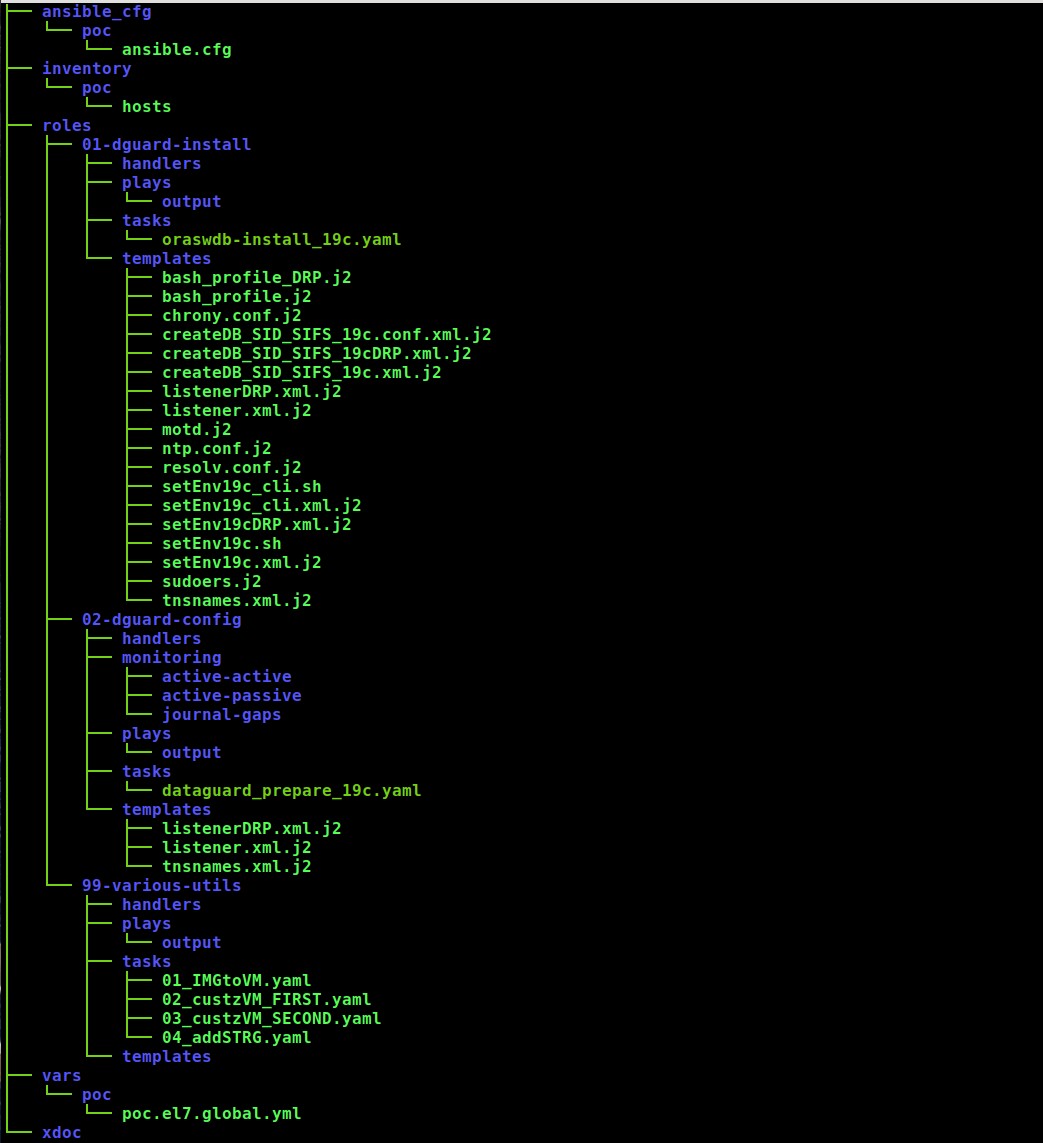 ansible_cfg
poc
ansible.cfg
inventory
poc
hosts
roles
01-dguard-install
handlers
plays
output
tasks
oraswdb-install_19c.yaml
templates
bash_profile_DRP.j2
bash_profile.j2
chrony.conf.j2
createDB_SID_SIFS_19c.conf.xml.j2
createDB_SID_SIFS_19cDRP.xml.j2
createDB_SID_SIFS_19c.xml.j2
listenerDRP.xml.j2
listener.xml.j2
motd.j2
ntp.conf.j2
resolv.conf.j2
setEnv19c_cli.sh
setEnv19c_cli.xml.j2
setEnv19cDRP.xml.j2
setEnv19c.sh
setEnv19c.xml.j2
sudoers.j2
tnsnames.xml.j2
02-dguard-config
handlers
monitoring
active-active
active-passive
journal-gaps
plays
output
tasks
dataguard_prepare_19c.yaml
templates
listenerDRP.xml.j2
listener.xml.j2
tnsnames.xml.j2
99-various-utils
handlers
plays
output
tasks
01_IMGtoVM.yaml
02_custzVM_FIRST.yaml
03_custzVM_SECOND.yaml
04_addSTRG.yaml
templates
vars
poc
poc.el7.global.yml
xdoc